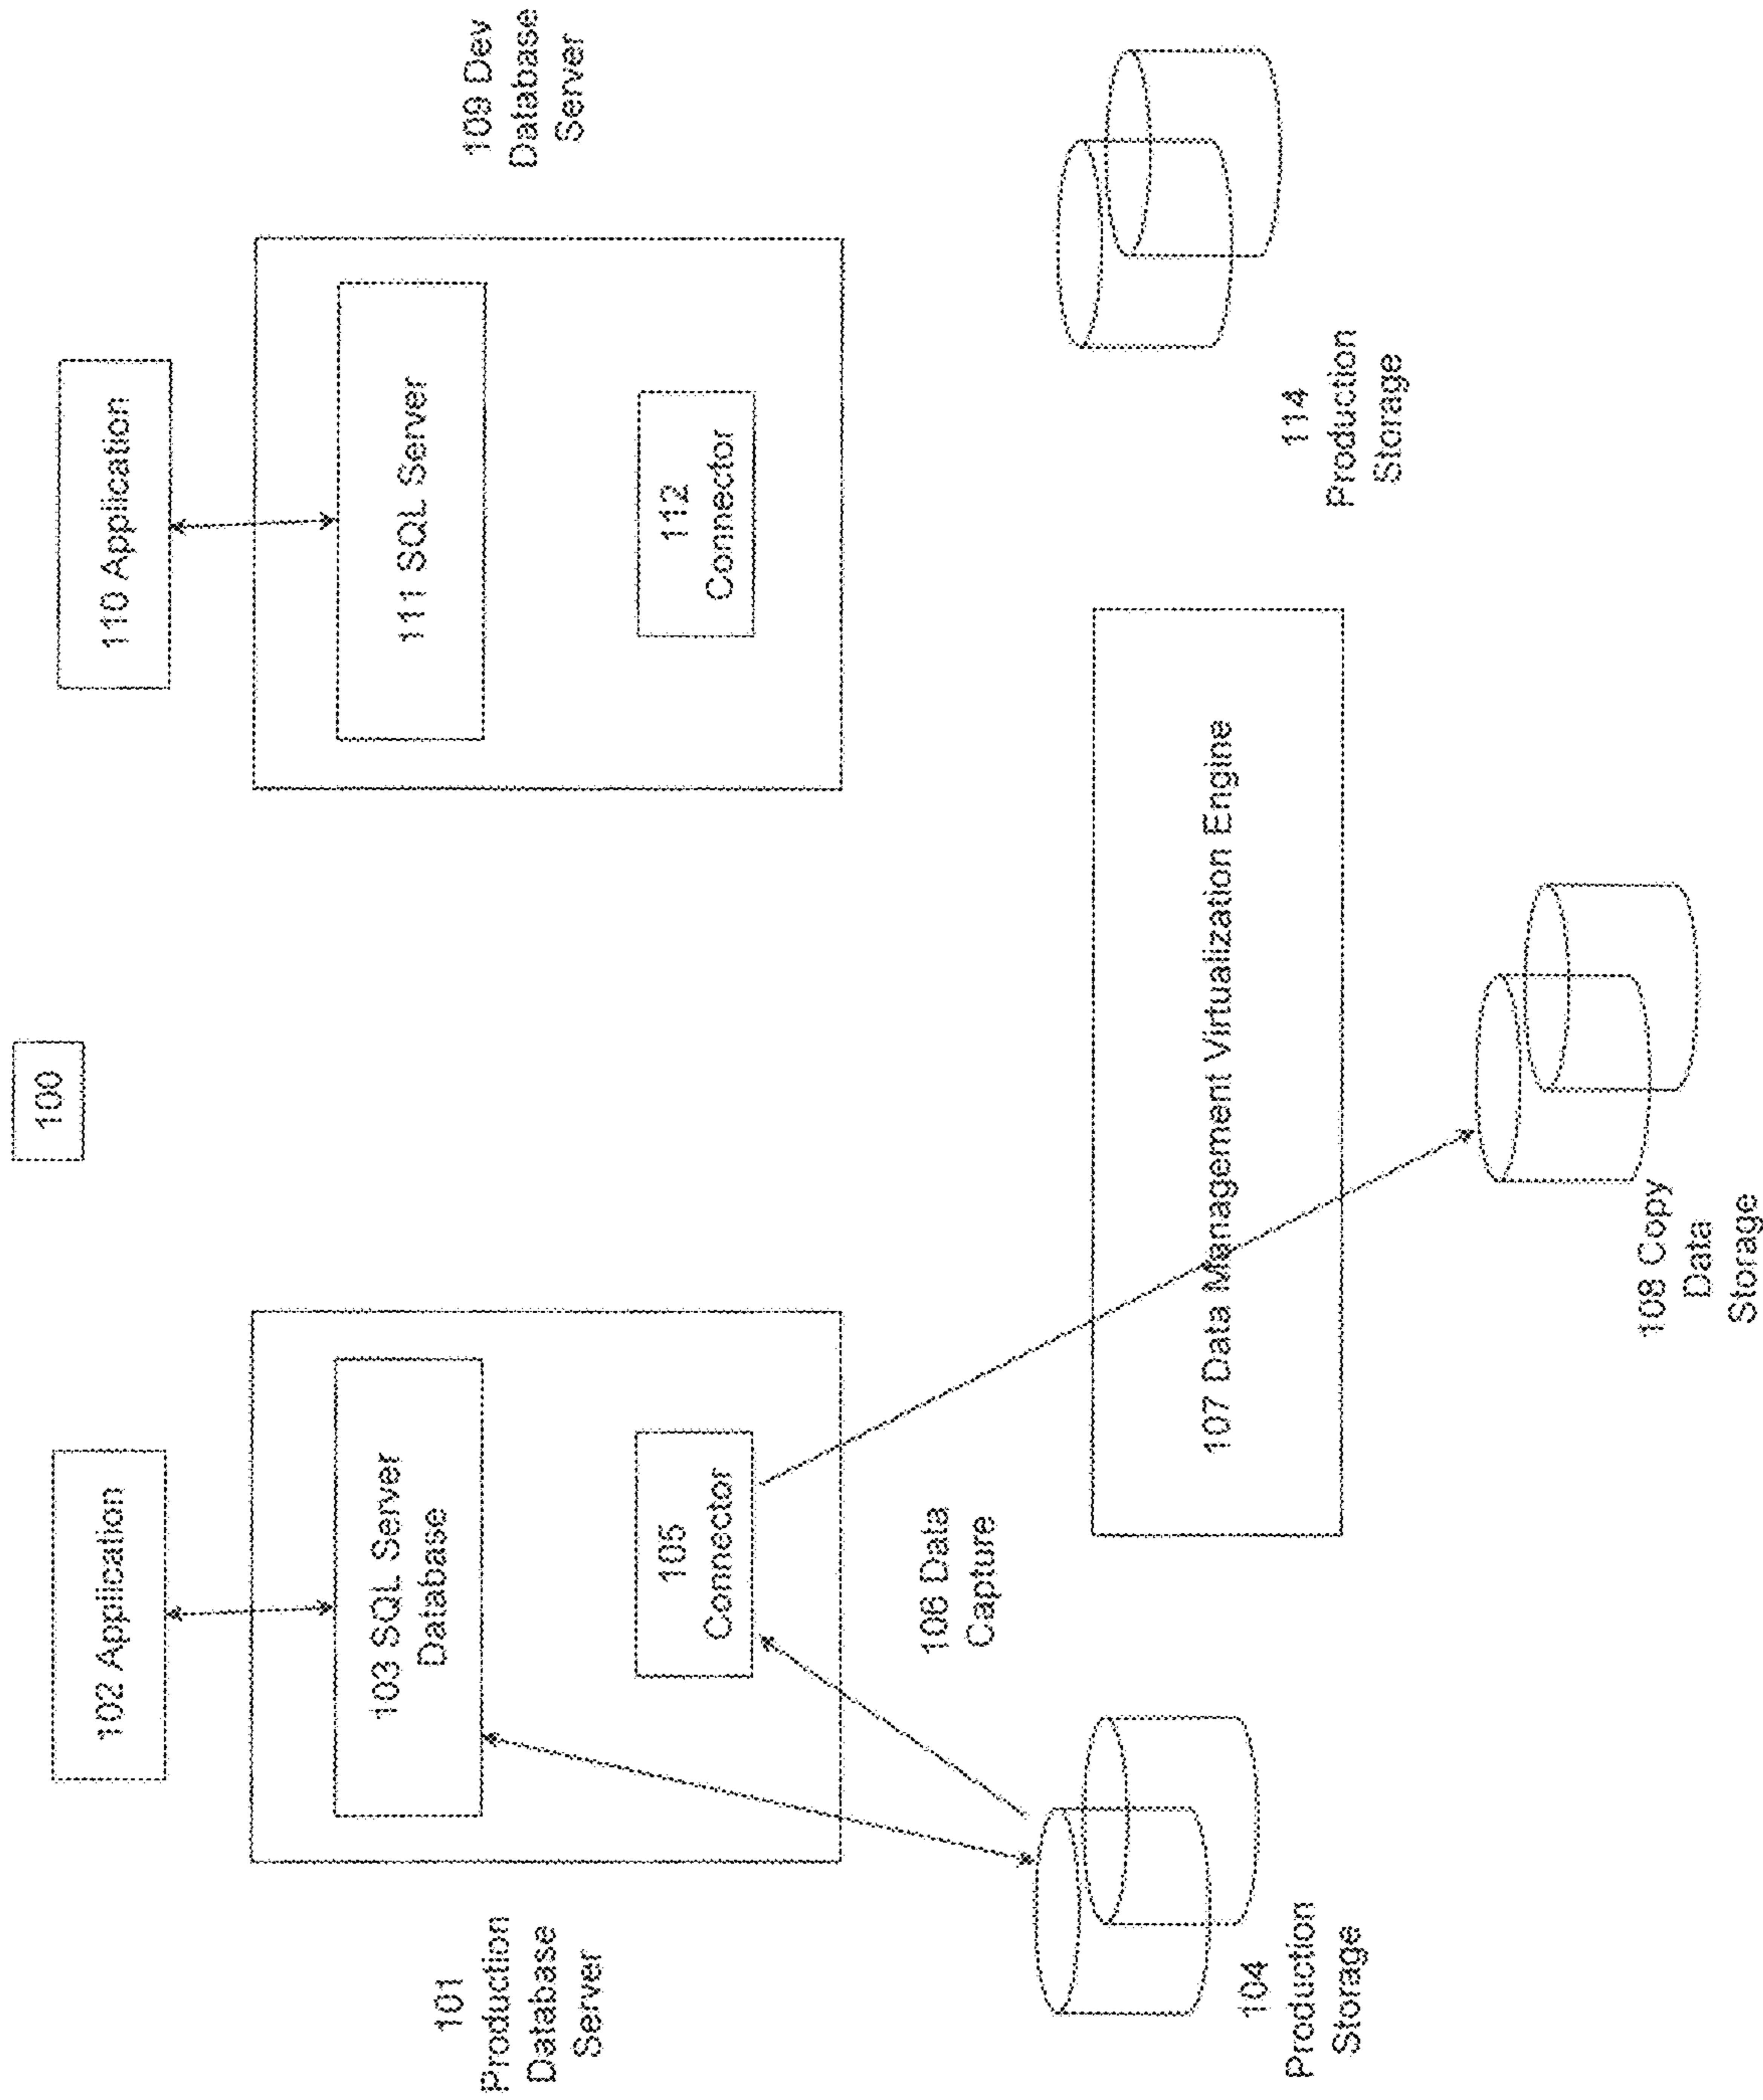 100
102 Application
110 Application
101
Production
Database
Server
103 SQL Server
Database
111 SQL Server
109 Dev
Database
Server
105
Connector
112
Connector
106 Data
Capture
104
Production
Storage
107 Data Management Virtualization Engine
114
Production
Storage
108 Copy
Data
Storage